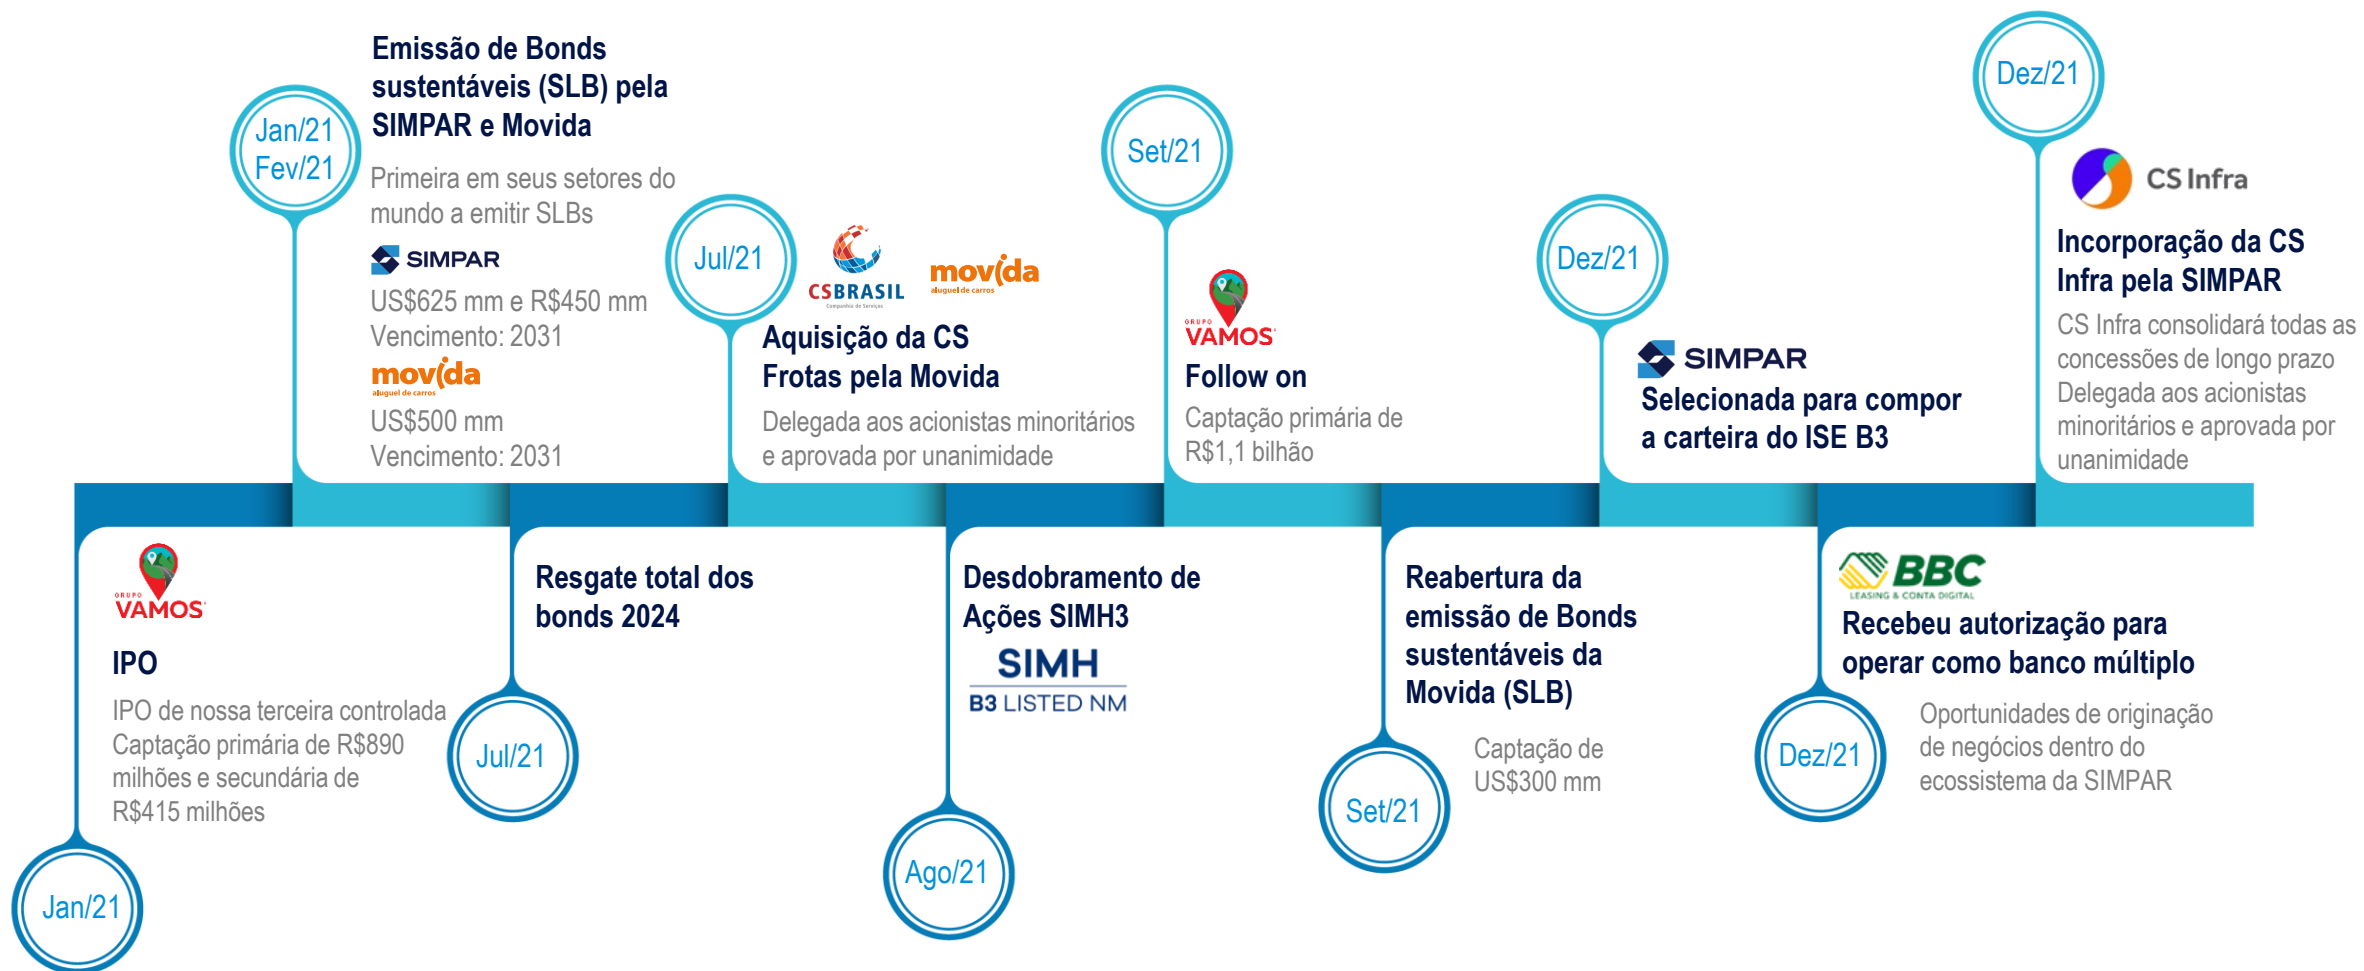 Jan/21
GRUPO
VAMOS
IPO
IPO de nossa terceira controlada
Captação primária de R$890
milhões e secundária de
R$415 milhões
Jan/21
Fev/21
Emissão de Bonds
sustentáveis (SLB) pela
SIMPAR e Movida
Primeira em seus setores do
mundo a emitir SLBs
SIMPAR
US$625 mm e R$450 mm
Vencimento: 2031
movida
aluguel de carros
US$500 mm
Vencimento: 2031
Jul/21
Resgate total dos
bonds 2024
Jul/21
CSBRASIL
Companhia de Serviços
movida
aluguel de carros
Aquisição da CS
Frotas pela Movida
Delegada aos acionistas minoritários
e aprovada por unanimidade
Ago/21
Desdobramento de
Ações SIMH3
SIMH
B3 LISTED NM
Set/21
GRUPO
VAMOS
Follow on
Captação primária de
R$1,1 bilhão
Set/21
Reabertura da
emissão de Bonds
sustentáveis da
Movida (SLB)
Captação de
US$300 mm
Dez/21
SIMPAR
Selecionada para compor
a carteira do ISE B3
Dez/21
BBC
LEASING & CONTA DIGITAL
Recebeu autorização para
operar como banco múltiplo
Oportunidades de originação
de negócios dentro do
ecossistema da SIMPAR
Dez/21
CS Infra
Incorporação da CS
Infra pela SIMPAR
CS Infra consolidará todas as
concessões de longo prazo
Delegada aos acionistas
minoritários e aprovada por
unanimidade